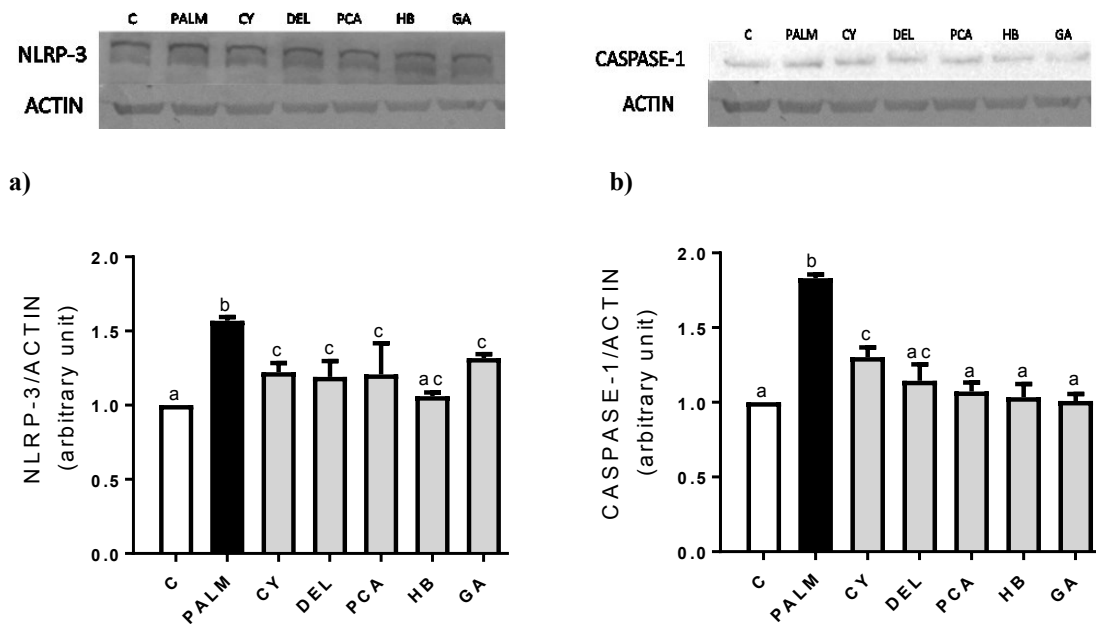 C PALM CY DEL PCA HB GA
NLRP-3
ACTIN
C PALM CY DEL PCA HB GA
CASPASE-1
ACTIN
a)
b)
NLRP-3/ACTIN
(arbitrary unit)
2.0
1.5
1.0
0.5
0.0
a b c c c a c c
C PALM CY DEL PCA HB GA
CASPASE-1/ACTIN
(arbitrary unit)
2.0
1.5
1.0
0.5
0.0
a b c a c a a a
C PALM CY DEL PCA HB GA